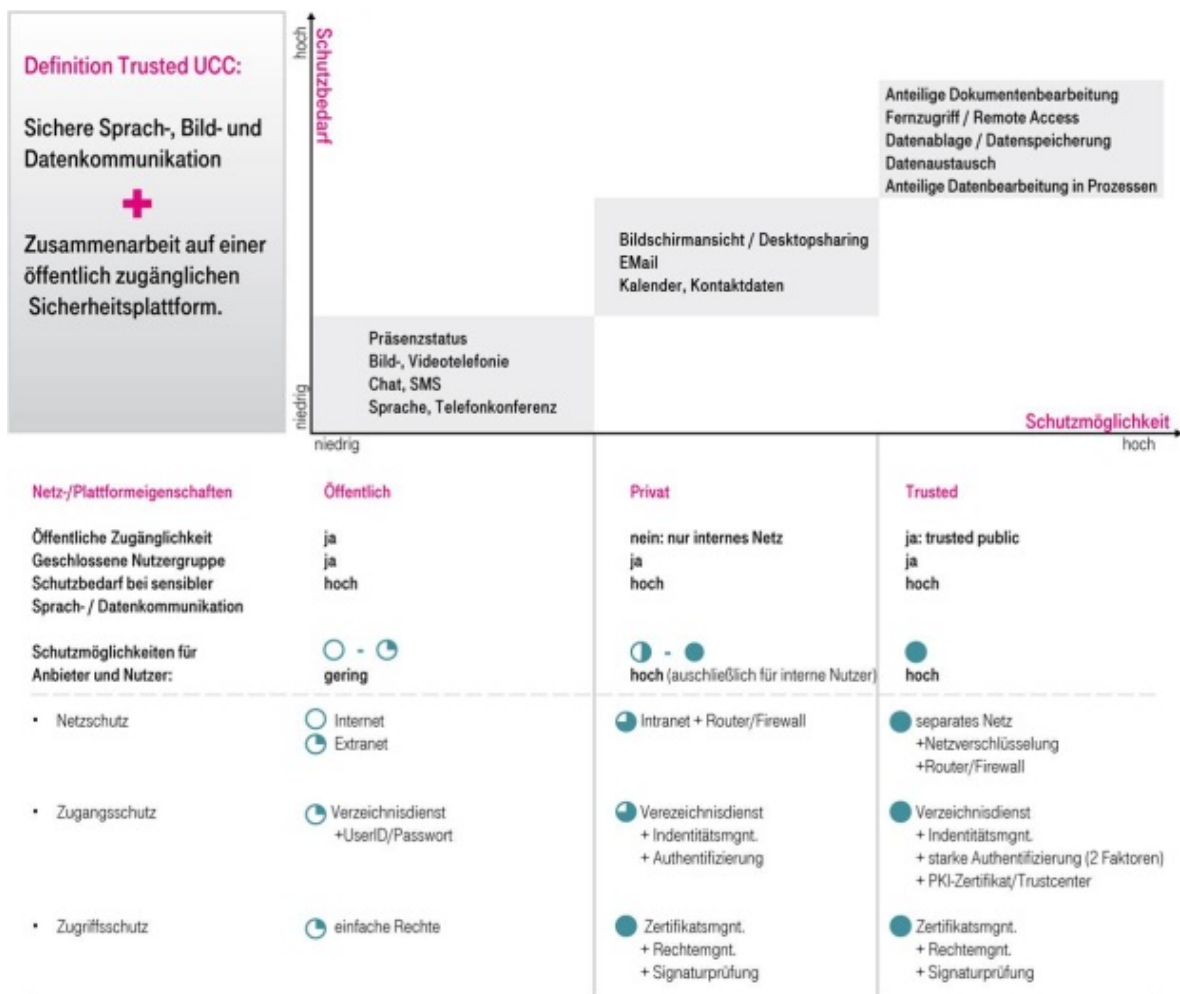 Definition Trusted UCC:
Sichere Sprach-, Bild- und
Datenkommunikation
+
Zusammenarbeit auf einer
öffentlich zugänglichen
Sicherheitsplattform.
hoch
Schutzbedarf
niedrig
Anteilige Dokumentenbearbeitung
Fernzugriff / Remote Access
Datenablage / Datenspeicherung
Datenaustausch
Anteilige Datenbearbeitung in Prozessen
Bildschirmansicht / Desktopsharing
EMail
Kalender, Kontaktdaten
Präsenzstatus
Bild-, Videotelefonie
Chat, SMS
Sprache, Telefonkonferenz
Schutzmöglichkeit
niedrig hoch
Netz-/Plattformeigenschaften Öffentlich Privat Trusted
Öffentliche Zugänglichkeit ja nein: nur internes Netz ja: trusted public
Geschlossene Nutzergruppe ja ja ja
Schutzbedarf bei sensibler hoch hoch hoch
Sprach- / Datenkommunikation
Schutzmöglichkeiten für - -
Anbieter und Nutzer: gering hoch (auschließlich für interne Nutzer) hoch
• Netzschutz Internet Intranet + Router/Firewall separates Netz
Extranet +Netzverschlüsselung
+Router/Firewall
• Zugangsschutz Verzeichnisdienst Verezeichnisdienst Verzeichnisdienst
+UserID/Passwort + Indentitätsmgnt. + Indentitätsmgnt.
+ Authentifizierung + starke Authentifizierung (2 Faktoren)
+ PKI-Zertifikat/Trustcenter
• Zugriffsschutz einfache Rechte Zertifikatsmgnt. Zertifikatsmgnt.
+ Rechtemgnt. + Rechtemgnt.
+ Signaturprüfung + Signaturprüfung